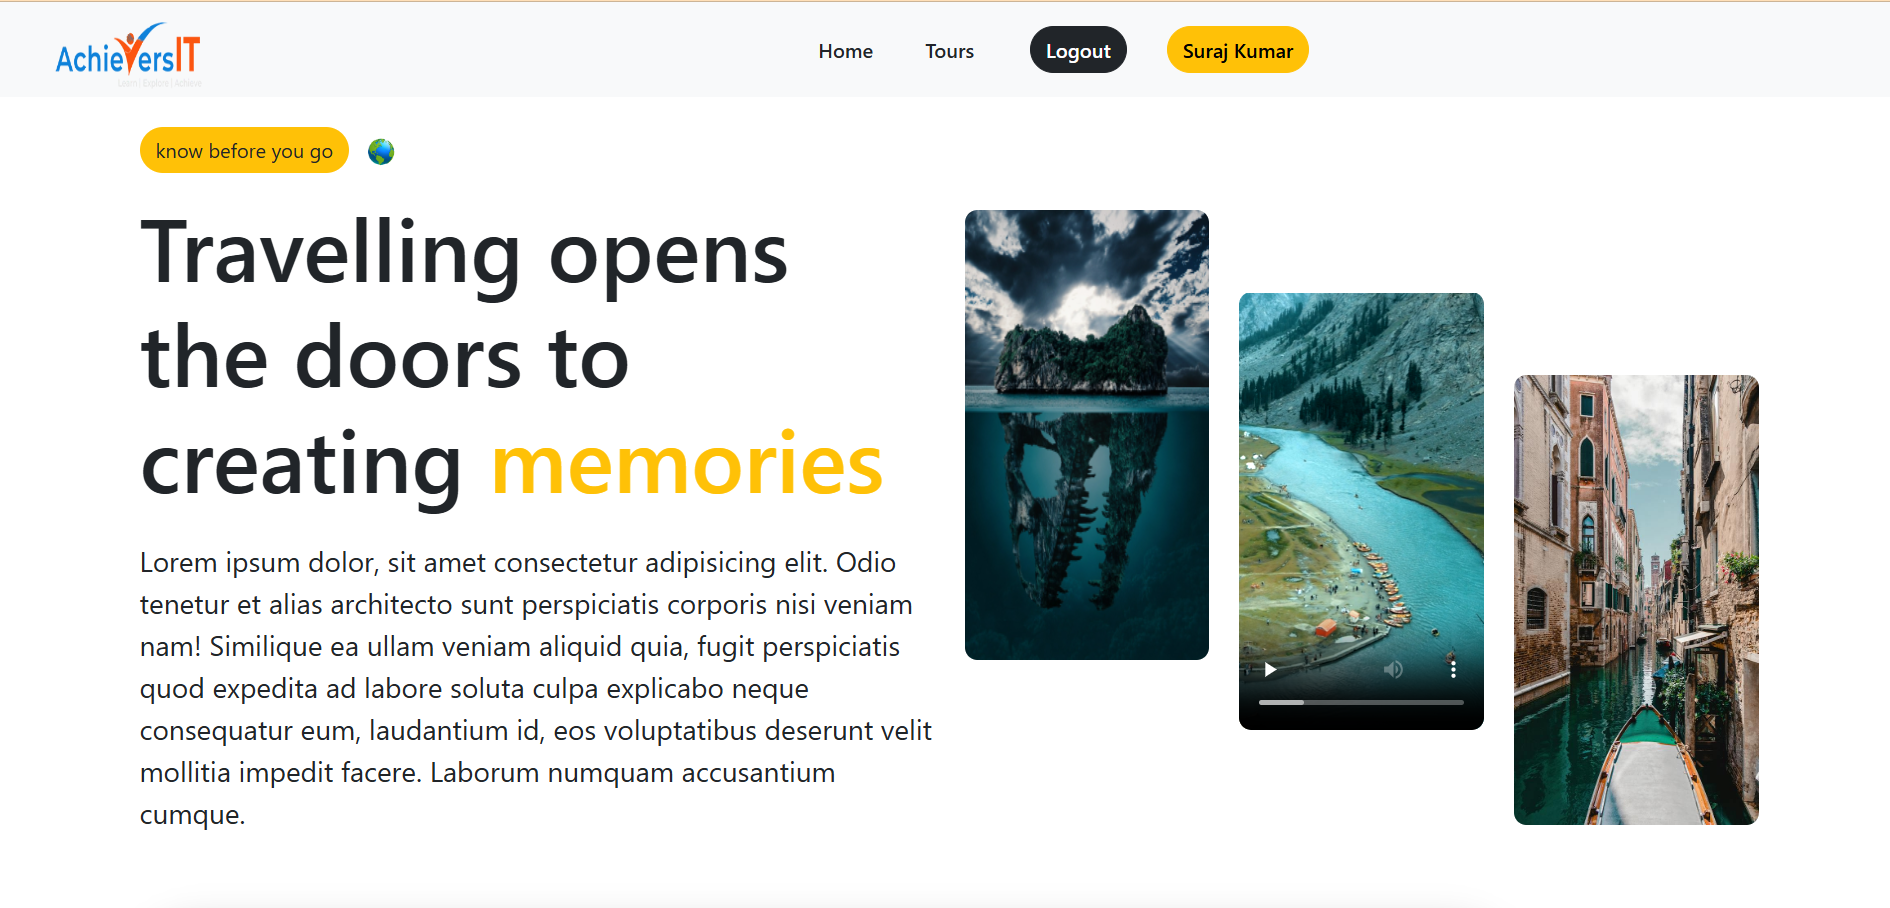 AchieversIT
Learn | Explore | Achieve
Home
Tours
Logout
Suraj Kumar
know before you go
Travelling opens
the doors to
creating memories
Lorem ipsum dolor, sit amet consectetur adipisicing elit. Odio
tenetur et alias architecto sunt perspiciatis corporis nisi veniam
nam! Similique ea ullam veniam aliquid quia, fugit perspiciatis
quod expedita ad labore soluta culpa explicabo neque
consequatur eum, laudantium id, eos voluptatibus deserunt velit
mollitia impedit facere. Laborum numquam accusantium
cumque.